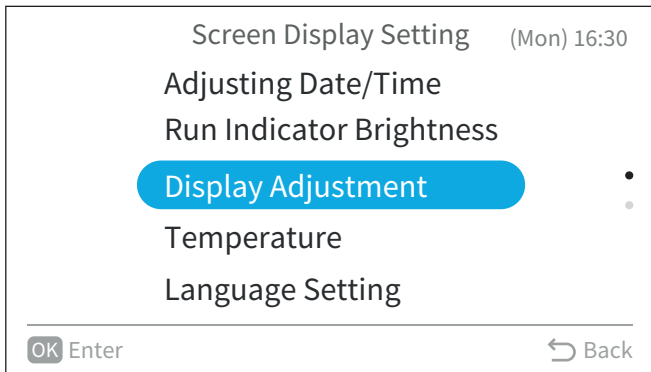 Screen Display Setting (Mon) 16:30
Adjusting Date/Time
Run Indicator Brightness
Display Adjustment
Temperature
Language Setting
OK Enter Back